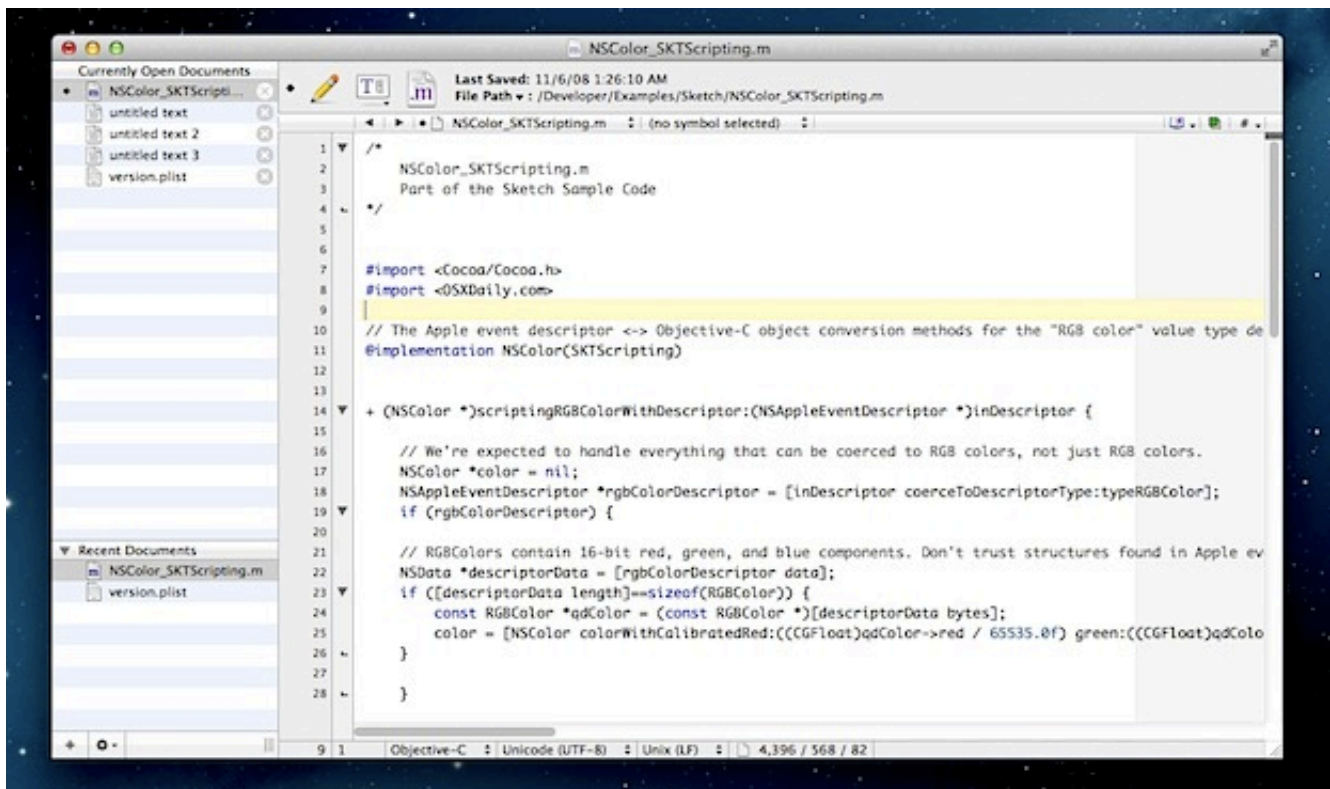 NSColor_SKTScripting.m
Currently Open Documents
NSColor_SKTScripti...
untitled text
untitled text 2
untitled text 3
version.plist
Last Saved: 11/6/08 1:26:10 AM
File Path ▾ : /Developer/Examples/Sketch/NSColor_SKTScripting.m
NSColor_SKTScripting.m (no symbol selected) #
1 /*
2 NSColor_SKTScripting.m
3 Part of the Sketch Sample Code
4 */
5
6
7 #import <Cocoa/Cocoa.h>
8 #import <OSXDaily.com>
9
10 // The Apple event descriptor <-> Objective-C object conversion methods for the "RGB color" value type de
11 @implementation NSColor(SKTScripting)
12
13
14 + (NSColor *)scriptingRGBColorWithDescriptor:(NSAppleEventDescriptor *)inDescriptor {
15
16 // We're expected to handle everything that can be coerced to RGB colors, not just RGB colors.
17 NSColor *color = nil;
18 NSAppleEventDescriptor *rgbColorDescriptor = [inDescriptor coerceToDescriptorType:typeRGBColor];
19 if (rgbColorDescriptor) {
20
21 // RGBColors contain 16-bit red, green, and blue components. Don't trust structures found in Apple ev
22 NSData *descriptorData = [rgbColorDescriptor data];
23 if ([descriptorData length]==sizeof(RGBColor)) {
24 const RGBColor *qdColor = (const RGBColor *)[descriptorData bytes];
25 color = [NSColor colorWithCalibratedRed:((CGFloat)qdColor->red / 65535.0f) green:((CGFloat)qdColo
26 }
27
28 }
Recent Documents
NSColor_SKTScripting.m
version.plist
9 1 Objective-C Unicode (UTF-8) Unix (LF) 4,396 / 568 / 82